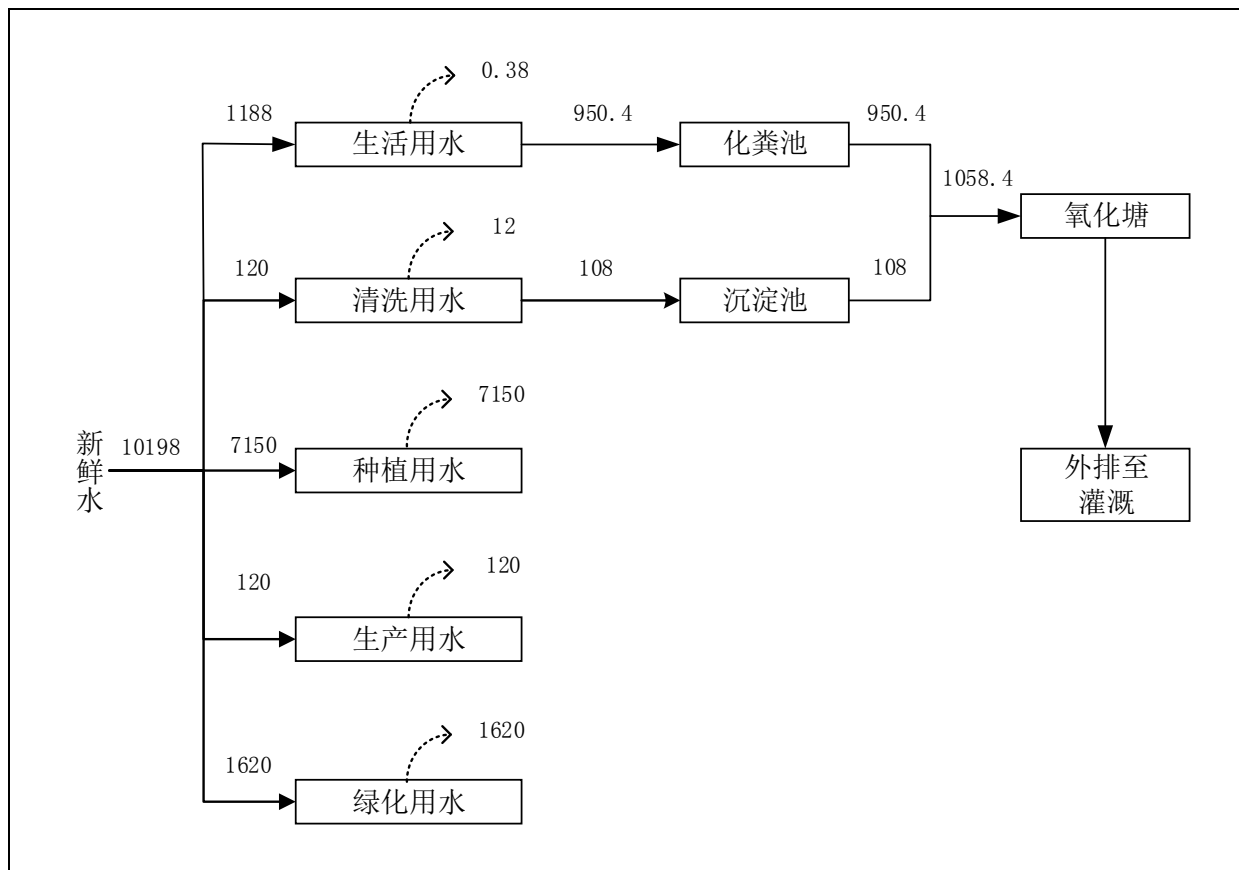 0.38
1188
生活用水
950.4
化粪池
950.4
1058.4
氧化塘
12
120
清洗用水
108
沉淀池
108
7150
新鲜水
10198
7150
种植用水
外排至
灌溉
120
120
生产用水
1620
1620
绿化用水